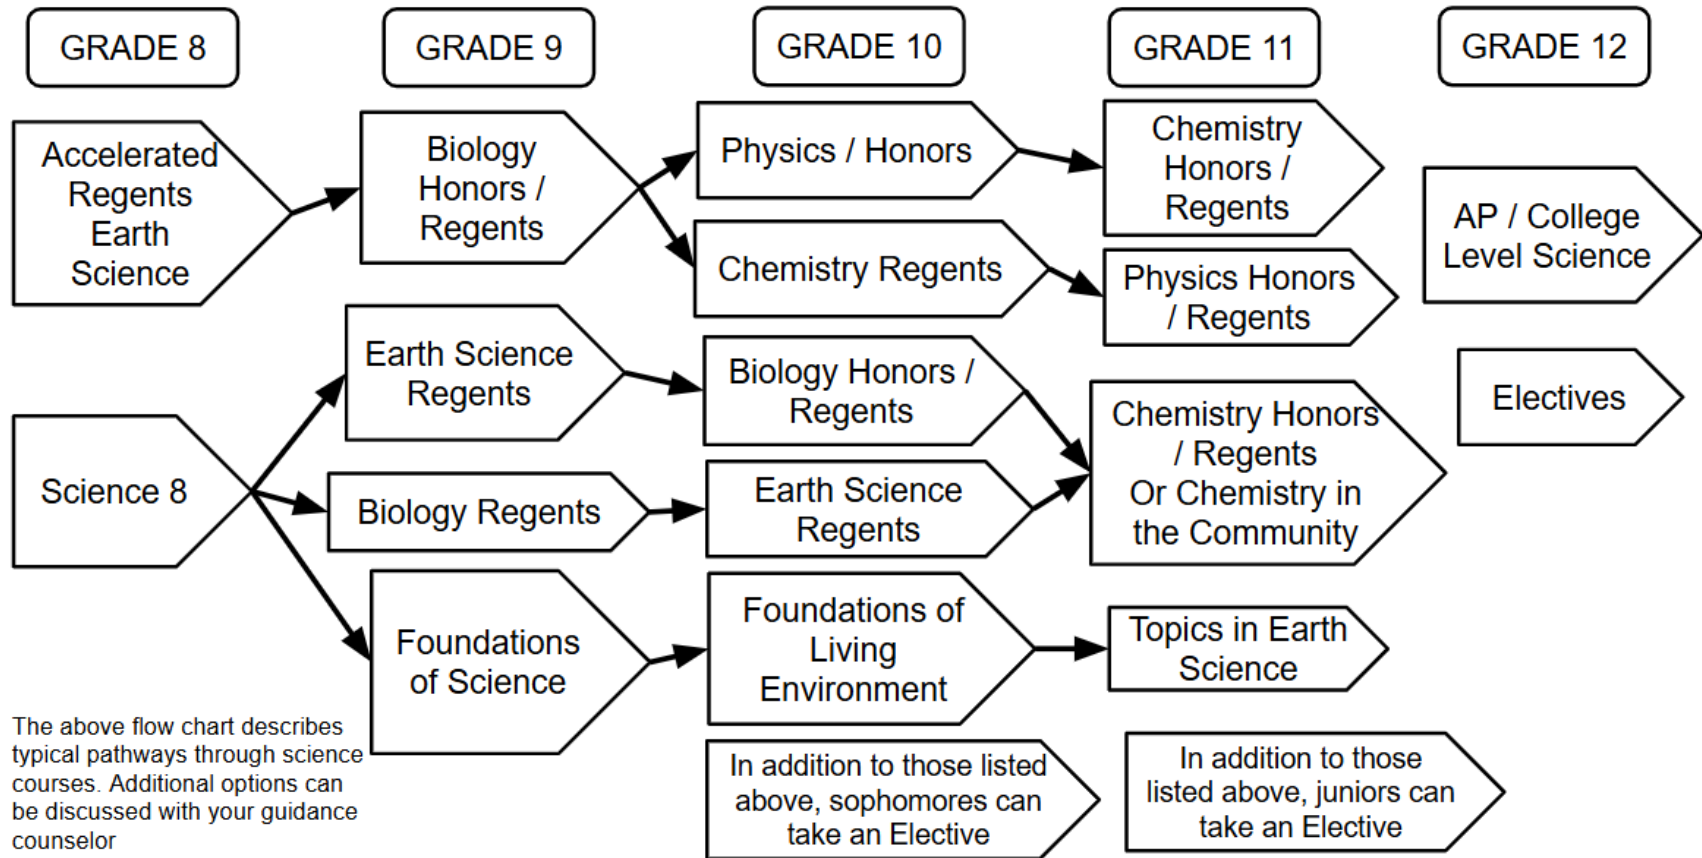 GRADE 8
GRADE 9
GRADE 10
GRADE 11
GRADE 12
Accelerated
Regents
Earth
Science
Biology
Honors /
Regents
Physics / Honors
Chemistry
Honors /
Regents
Chemistry Regents
Physics Honors
/ Regents
AP / College
Level Science
Science 8
Earth Science
Regents
Biology Honors /
Regents
Chemistry Honors
/ Regents
Or Chemistry in
the Community
Electives
Biology Regents
Earth Science
Regents
Foundations
of Science
Foundations of
Living
Environment
Topics in Earth
Science
The above flow chart describes
typical pathways through science
courses. Additional options can
be discussed with your guidance
counselor
In addition to those listed
above, sophomores can
take an Elective
In addition to those
listed above, juniors can
take an Elective